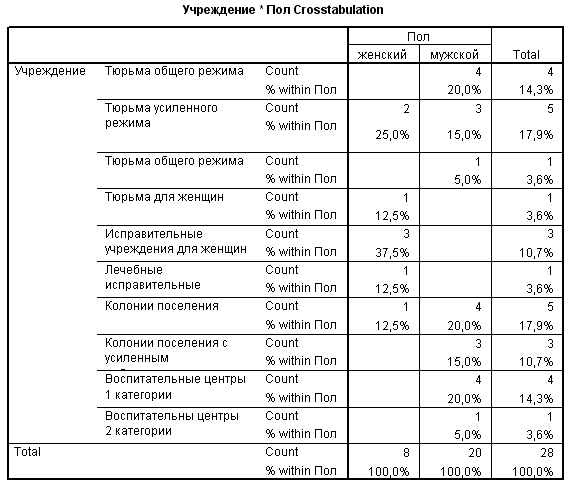 Учреждение * Пол Crosstabulation
Пол
женский мужской Total
Учреждение Тюрьма общего режима Count 4 4
% within Пол 20,0% 14,3%
Тюрьма усиленного режима Count 2 3 5
% within Пол 25,0% 15,0% 17,9%
Тюрьма общего режима Count 1 1
% within Пол 5,0% 3,6%
Тюрьма для женщин Count 1 1
% within Пол 12,5% 3,6%
Исправительные учреждения для женщин Count 3 3
% within Пол 37,5% 10,7%
Лечебные исправительные Count 1 1
% within Пол 12,5% 3,6%
Колонии поселения Count 1 4 5
% within Пол 12,5% 20,0% 17,9%
Колонии поселения с усиленным Count 3 3
% within Пол 15,0% 10,7%
Воспитательные центры 1 категории Count 4 4
% within Пол 20,0% 14,3%
Воспитательны центры 2 категории Count 1 1
% within Пол 5,0% 3,6%
Total Count 8 20 28
% within Пол 100,0% 100,0% 100,0%